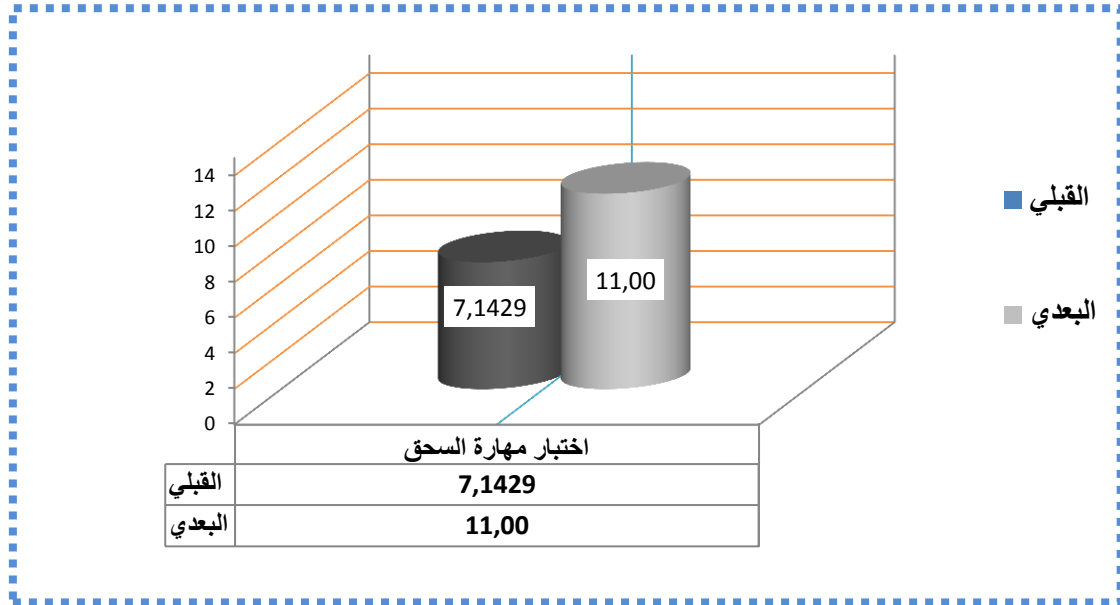 14
12
10
8
6
4
2
0
7,1429
11,00
القبلي
البعدي
اختبار مهارة السحق
القبلي 7,1429
البعدي 11,00